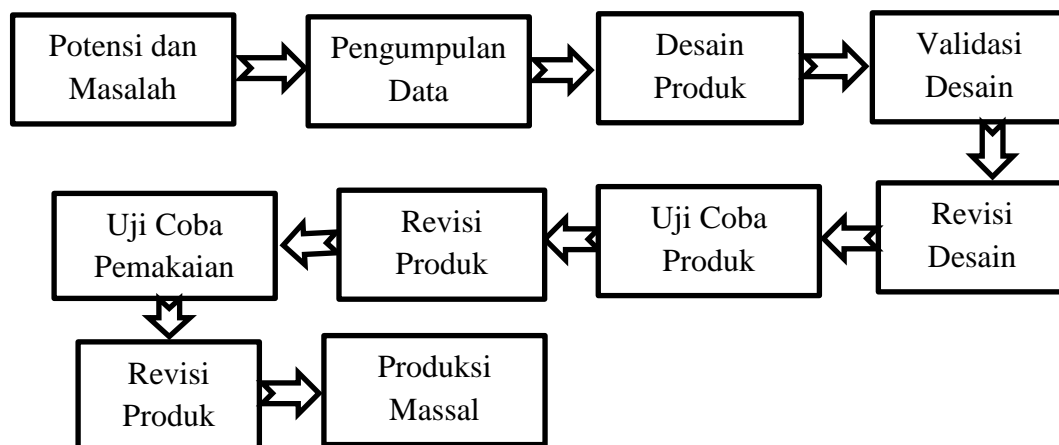 Potensi dan
Masalah
Pengumpulan
Data
Desain
Produk
Validasi
Desain
Revisi
Desain
Uji Coba
Produk
Revisi
Produk
Uji Coba
Pemakaian
Revisi
Produk
Produksi
Massal